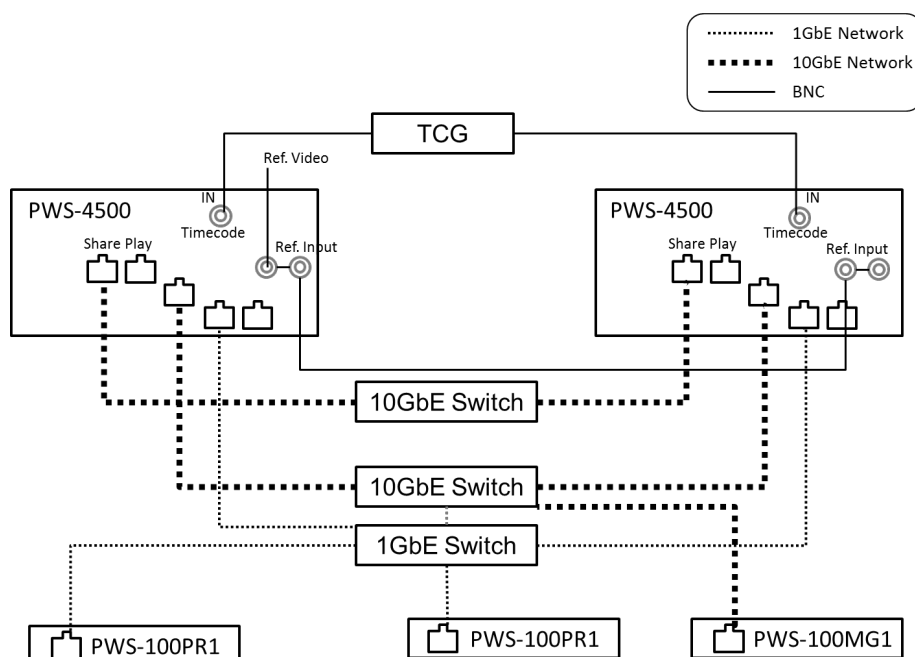 1GbE Network
10GbE Network
BNC
TCG
Ref. Video
PWS-4500
IN
Timecode
Share Play
Ref. Input
PWS-4500
IN
Timecode
Share Play
Ref. Input
10GbE Switch
10GbE Switch
1GbE Switch
PWS-100PR1
PWS-100PR1
PWS-100MG1